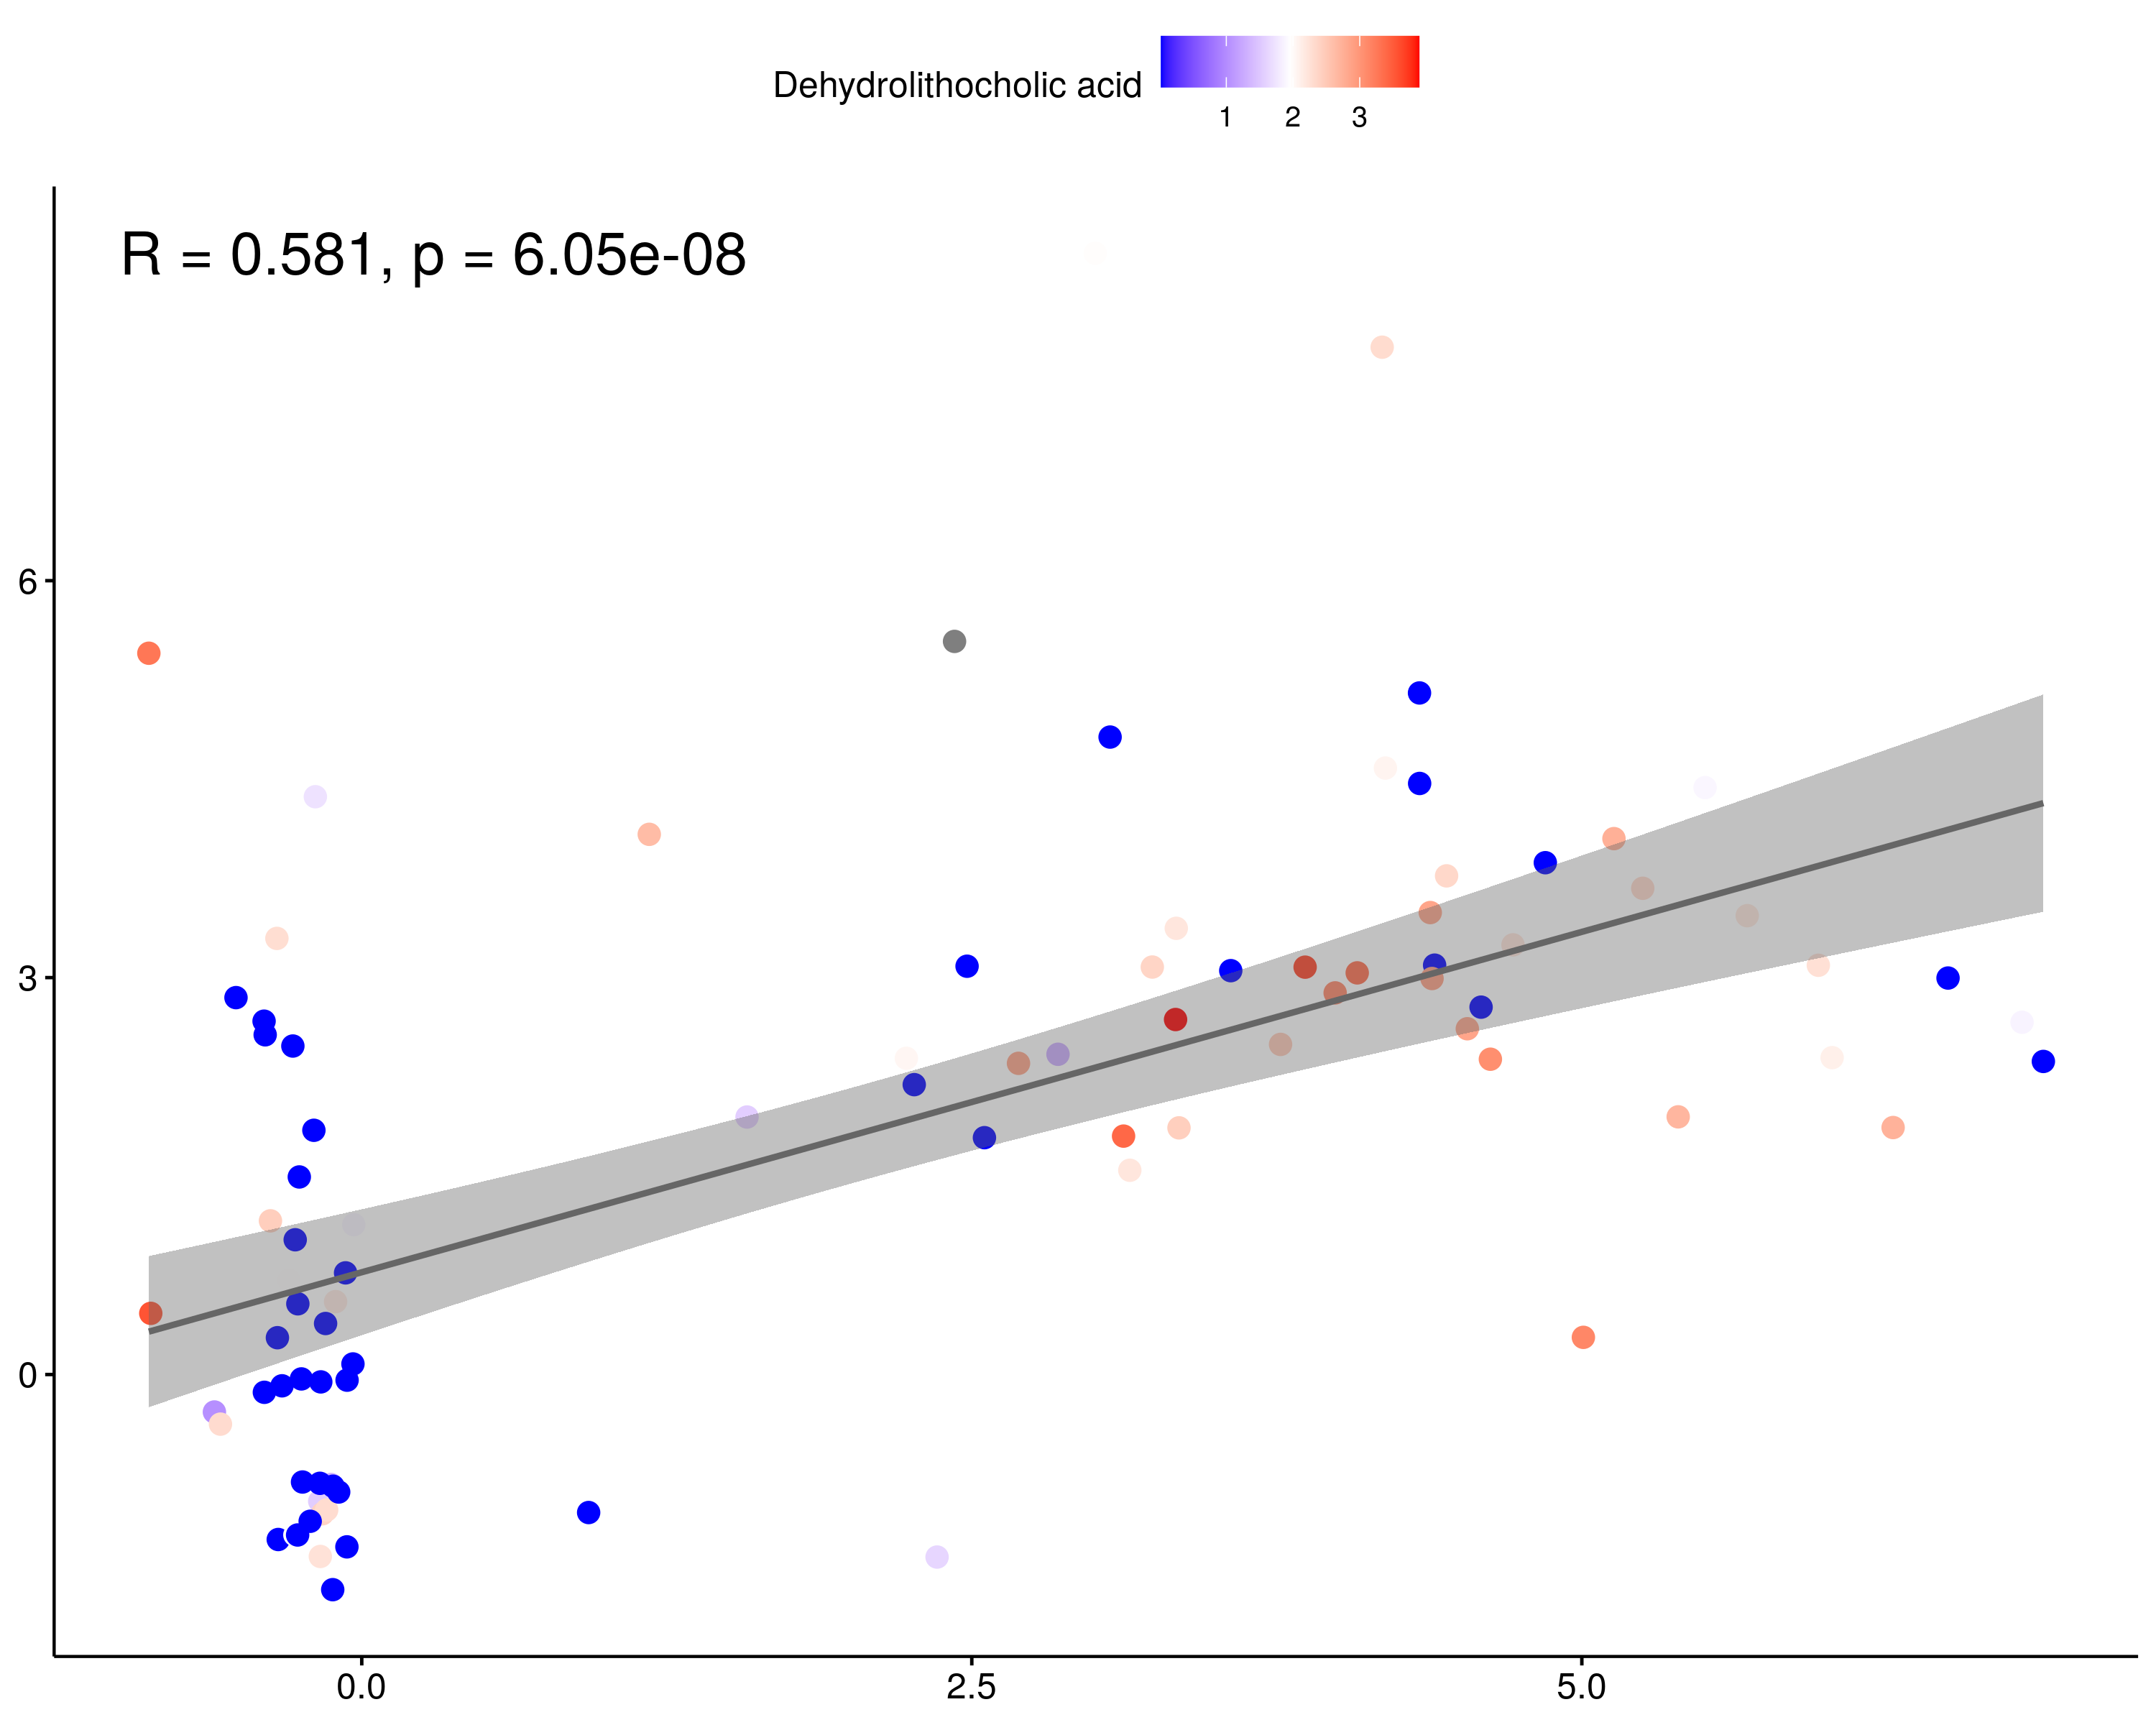 Dehydrolithocholic acid
1 2 3
R = 0.581, p = 6.05e-08
6
3
0
0.0 2.5 5.0